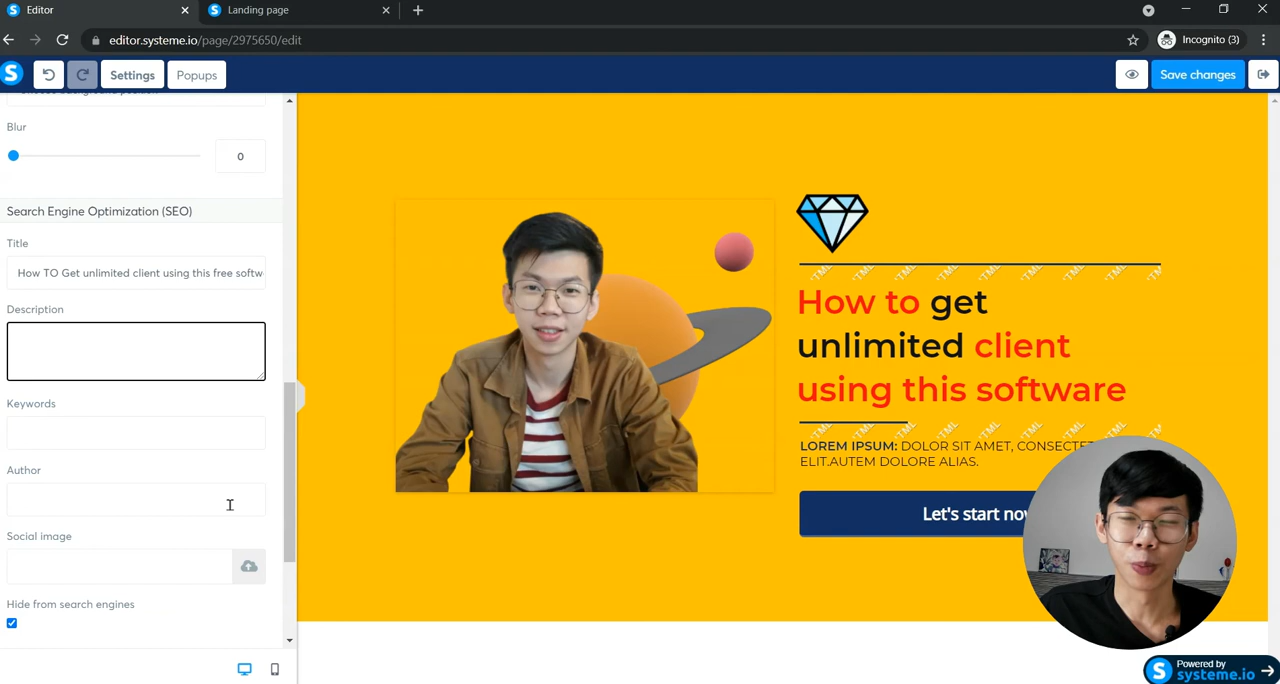 Editor
Landing page
editor.systeme.io/page/2975650/edit
Incognito (3)
S
Settings
Popups
Save changes
Blur
0
Search Engine Optimization (SEO)
Title
How TO Get unlimited client using this free softw
Description
Keywords
Author
Social image
Hide from search engines
How to get
unlimited client
using this software
LOREM IPSUM: DOLOR SIT AMET, CONSECTE
ELIT.AUTEM DOLORE ALIAS.
Let's start no
Powered by
systeme.io